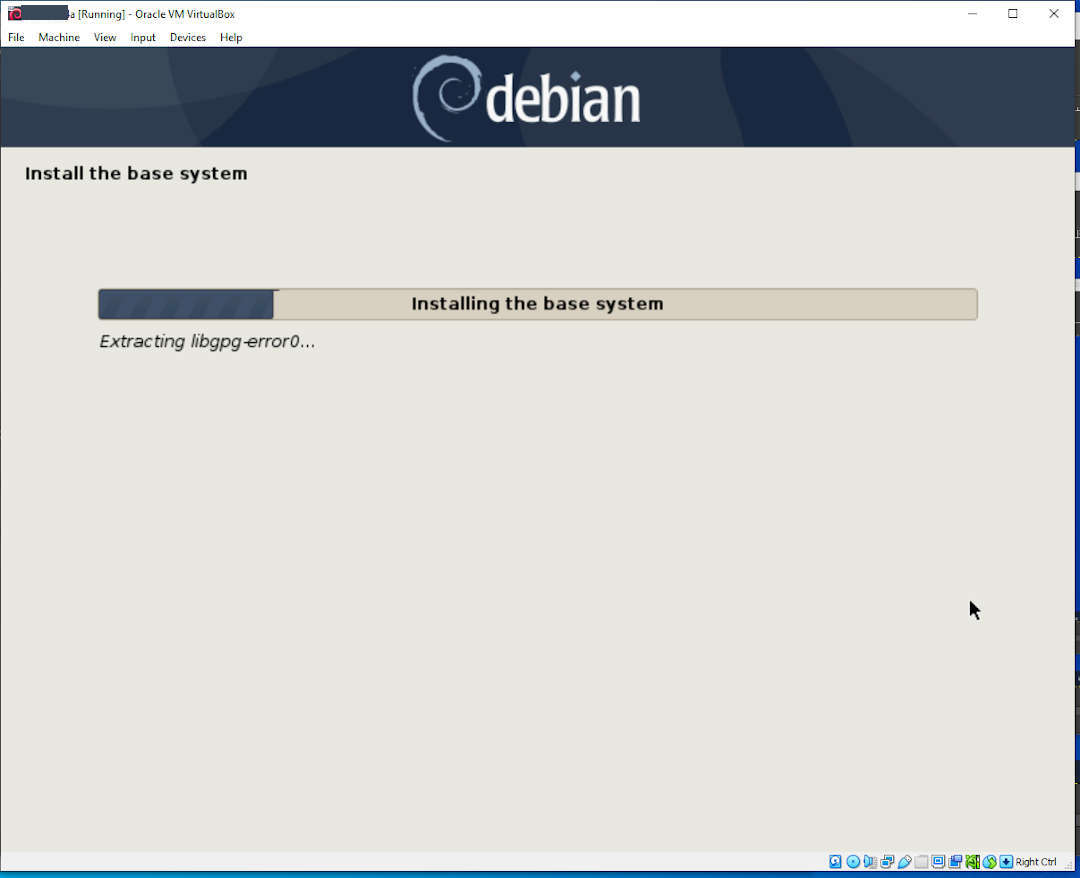 a [Running] - Oracle VM VirtualBox
File Machine View Input Devices Help
debian
Install the base system
Installing the base system
Extracting libgpg-error0...
Right Ctrl